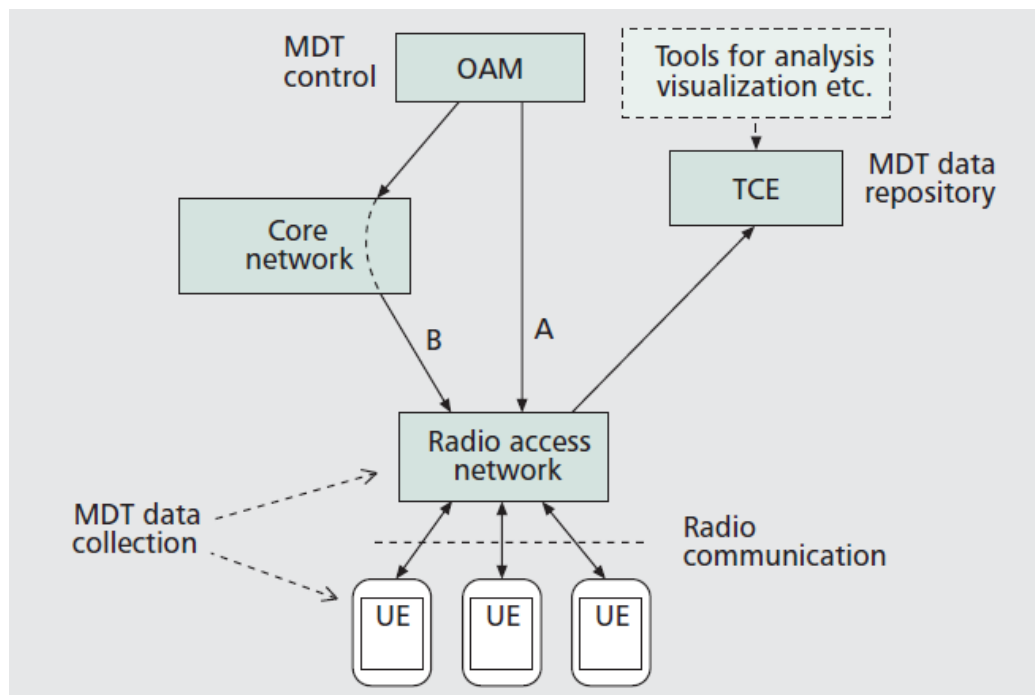 MDT
control
OAM
Tools for analysis
visualization etc.
TCE
MDT data
repository
Core
network
B
A
Radio access
network
MDT data
collection
Radio
communication
UE
UE
UE